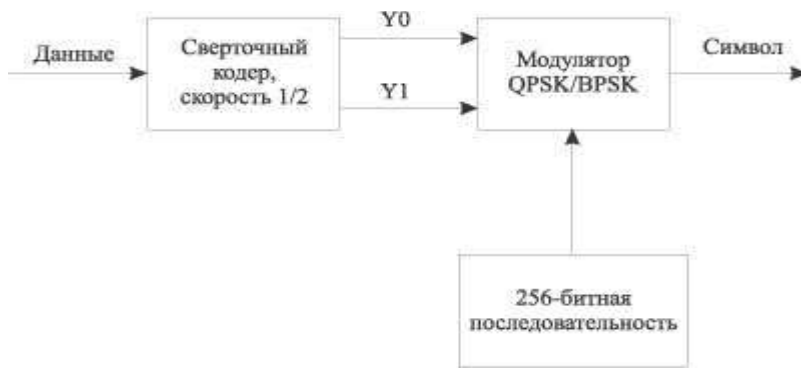 Данные
Сверточный
кодер,
скорость 1/2
Y0
Y1
Модулятор
QPSK/BPSK
Символ
256-битная
последовательность